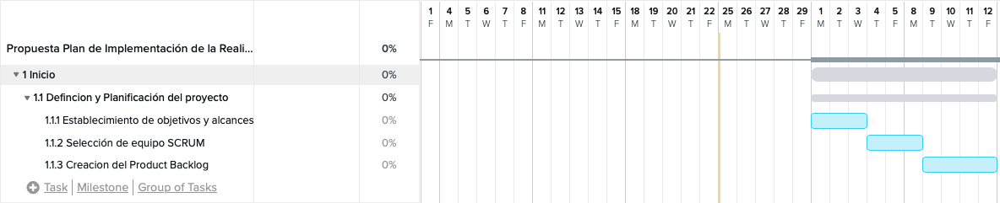 1 4 5 6 7 8 11 12 13 14 15 18 19 20 21 22 25 26 27 28 29 1 2 3 4 5 8 9 10 11 12
F M T W T F M T W T F M T W T F M T W T F M T W T F M T W T F
Propuesta Plan de Implementación de la Reali... 0%
1 Inicio 0%
1.1 Defincion y Planificación del proyecto 0%
1.1.1 Establecimiento de objetivos y alcances 0%
1.1.2 Selección de equipo SCRUM 0%
1.1.3 Creacion del Product Backlog 0%
Task Milestone Group of Tasks